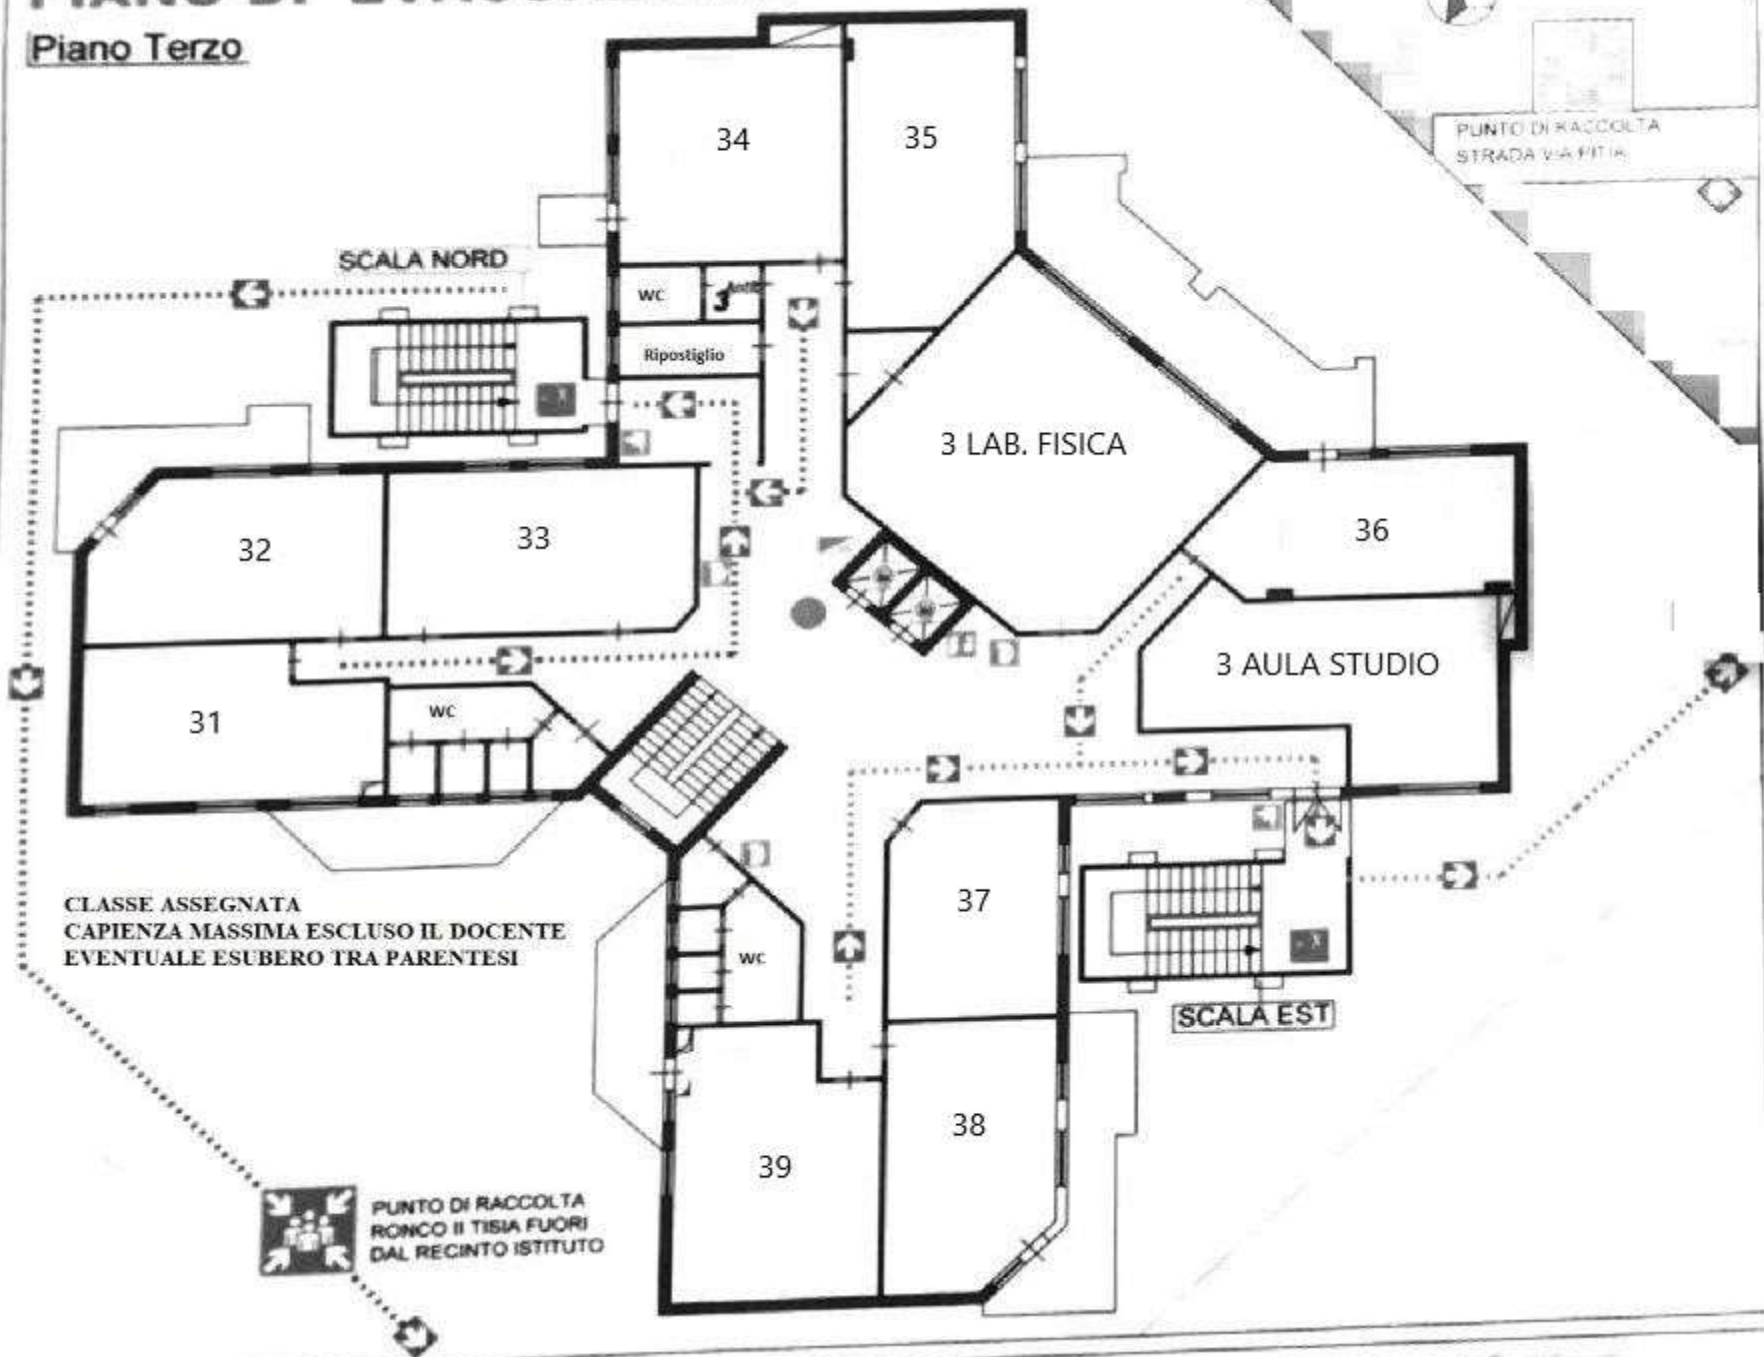 Piano Terzo
PUNTO DI RACCOLTA
STRADA VIA PITIA
34
35
SCALA NORD
WC
3
Ripostiglio
3 LAB. FISICA
32
33
36
3 AULA STUDIO
31
WC
37
CLASSE ASSEGNATA
CAPIENZA MASSIMA ESCLUSO IL DOCENTE
EVENTUALE ESUBERO TRA PARENTESI
WC
SCALA EST
38
39
PUNTO DI RACCOLTA
RONCO II TISIA FUORI
DAL RECINTO ISTITUTO